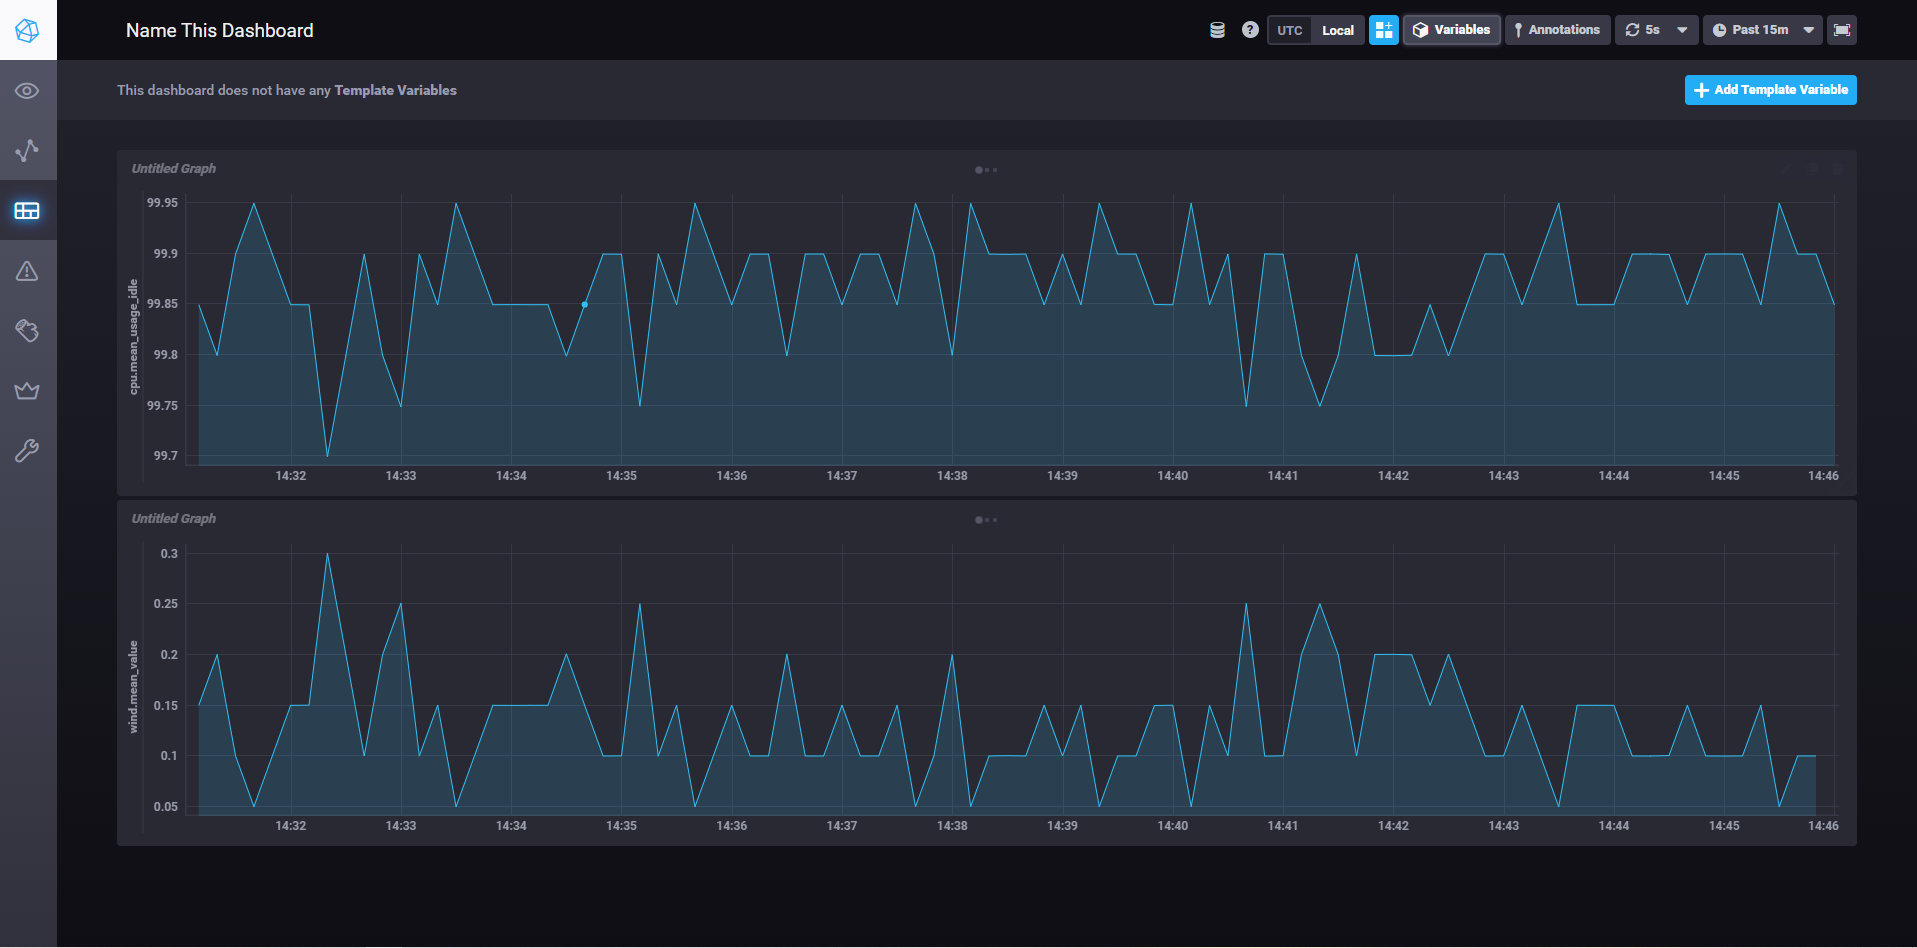 Name This Dashboard
UTC Local Variables Annotations 5s Past 15m
This dashboard does not have any Template Variables
Add Template Variable
Untitled Graph
cpu.mean_usage_idle
99.95
99.9
99.85
99.8
99.75
99.7
14:32 14:33 14:34 14:35 14:36 14:37 14:38 14:39 14:40 14:41 14:42 14:43 14:44 14:45 14:46
Untitled Graph
wind.mean_value
0.3
0.25
0.2
0.15
0.1
0.05
14:32 14:33 14:34 14:35 14:36 14:37 14:38 14:39 14:40 14:41 14:42 14:43 14:44 14:45 14:46